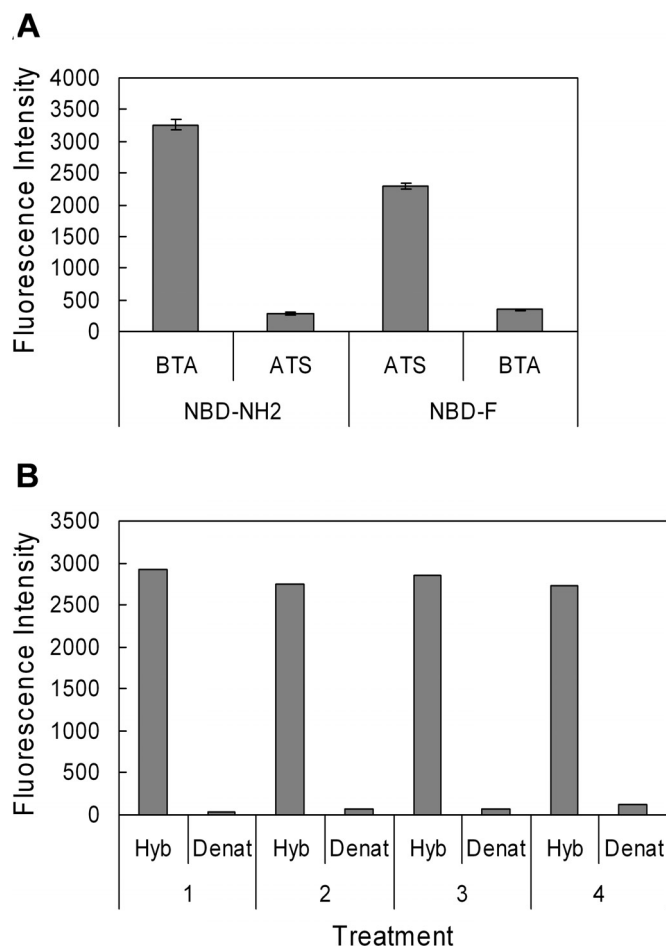 A
Fluorescence Intensity
4000
3500
3000
2500
2000
1500
1000
500
0
BTA ATS ATS BTA
NBD-NH2 NBD-F
B
Fluorescence Intensity
3500
3000
2500
2000
1500
1000
500
0
Hyb Denat Hyb Denat Hyb Denat Hyb Denat
1 2 3 4
Treatment